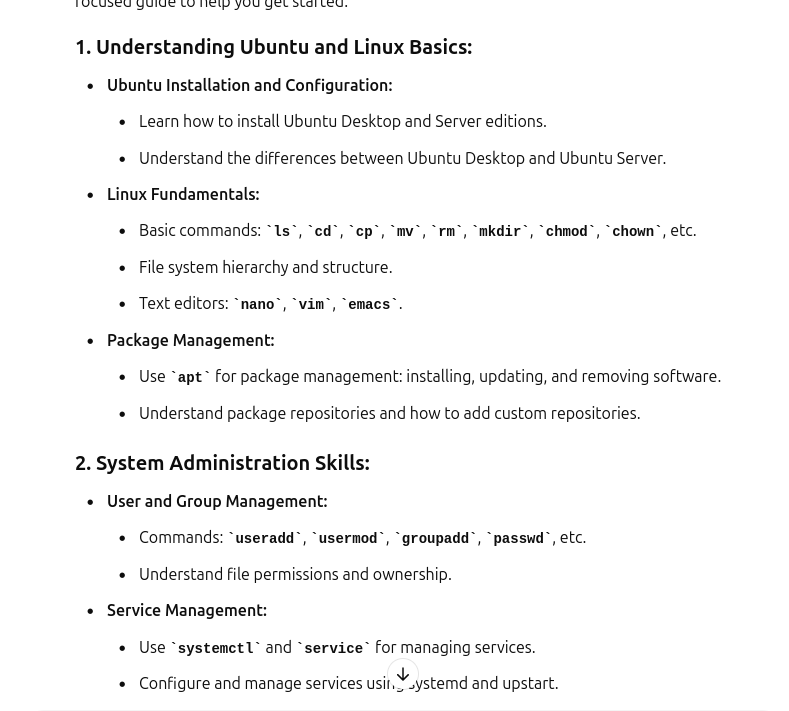 focused guide to help you get started.
1. Understanding Ubuntu and Linux Basics:
• Ubuntu Installation and Configuration:
• Learn how to install Ubuntu Desktop and Server editions.
• Understand the differences between Ubuntu Desktop and Ubuntu Server.
• Linux Fundamentals:
• Basic commands: `ls`, `cd`, `cp`, `mv`, `rm`, `mkdir`, `chmod`, `chown`, etc.
• File system hierarchy and structure.
• Text editors: `nano`, `vim`, `emacs`.
• Package Management:
• Use `apt` for package management: installing, updating, and removing software.
• Understand package repositories and how to add custom repositories.
2. System Administration Skills:
• User and Group Management:
• Commands: `useradd`, `usermod`, `groupadd`, `passwd`, etc.
• Understand file permissions and ownership.
• Service Management:
• Use `systemctl` and `service` for managing services.
• Configure and manage services using systemd and upstart.